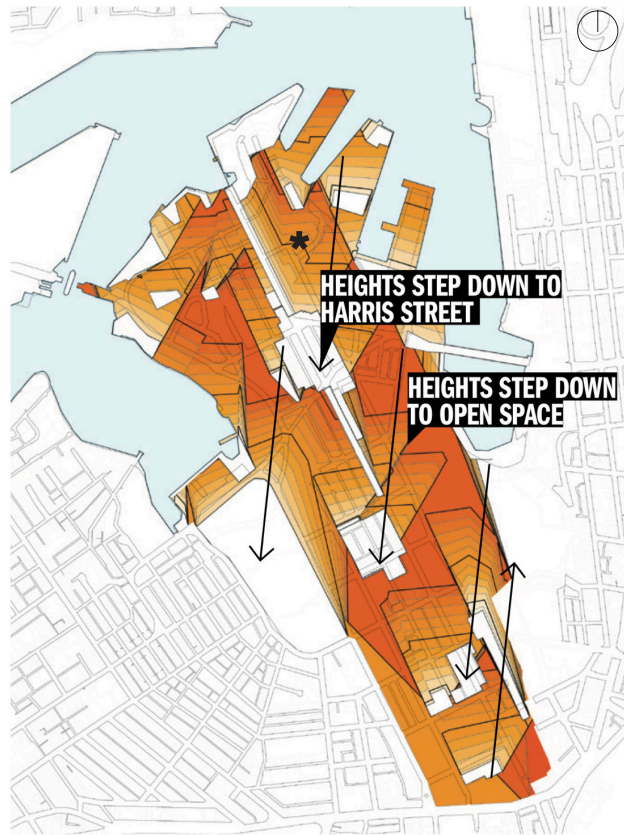 *
HEIGHTS STEP DOWN TO
HARRIS STREET
HEIGHTS STEP DOWN
TO OPEN SPACE